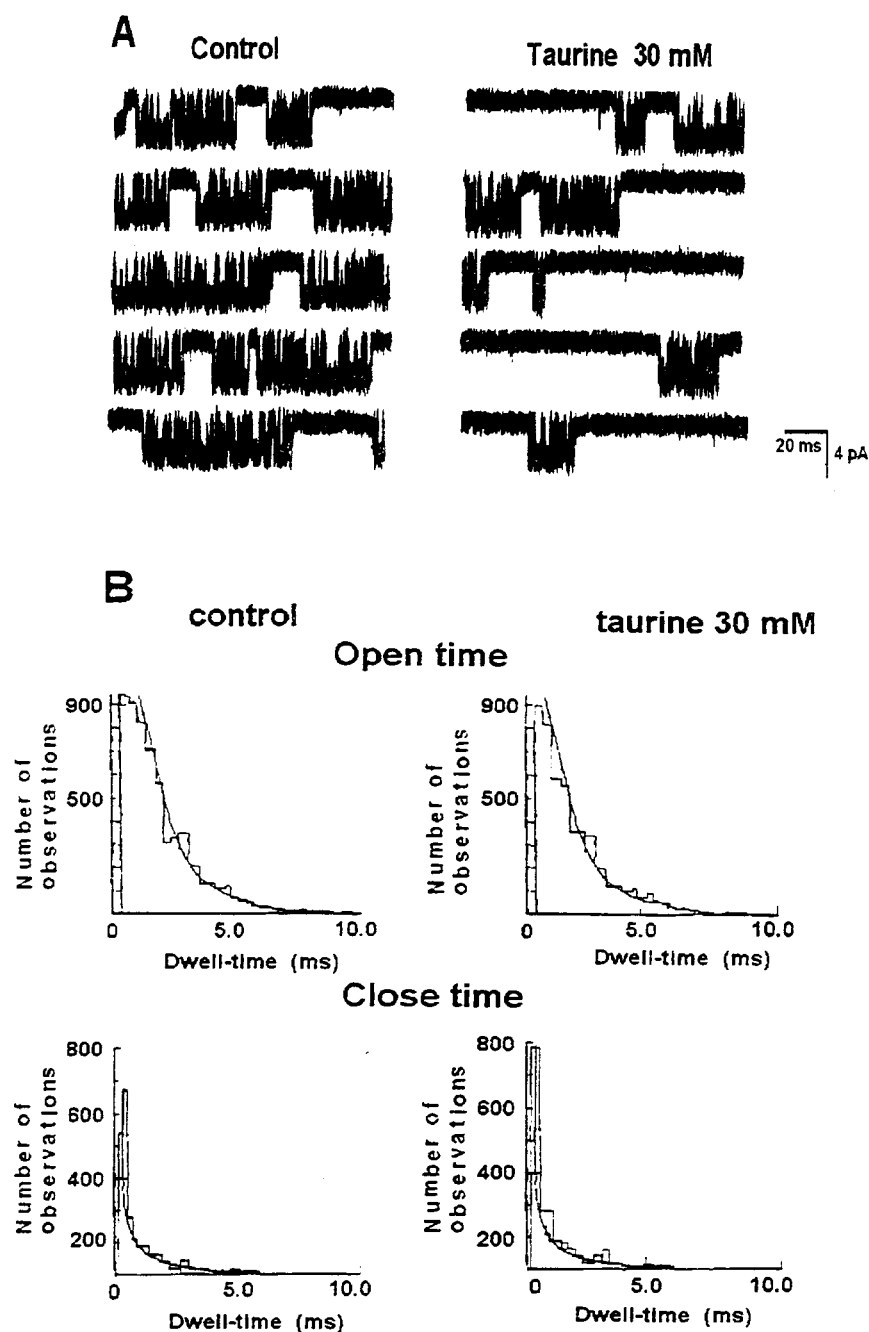 A
Control
Taurine 30 mM
20 ms
4 pA
B
control
taurine 30 mM
Open time
Number of
observations
900
500
0
5.0
10.0
Dwell-time (ms)
Number of
observations
900
500
0
5.0
10.0
Dwell-time (ms)
Close time
Number of
observations
800
600
400
200
0
5.0
10.0
Dwell-time (ms)
Number of
observations
800
600
400
200
0
5.0
10.0
Dwell-time (ms)